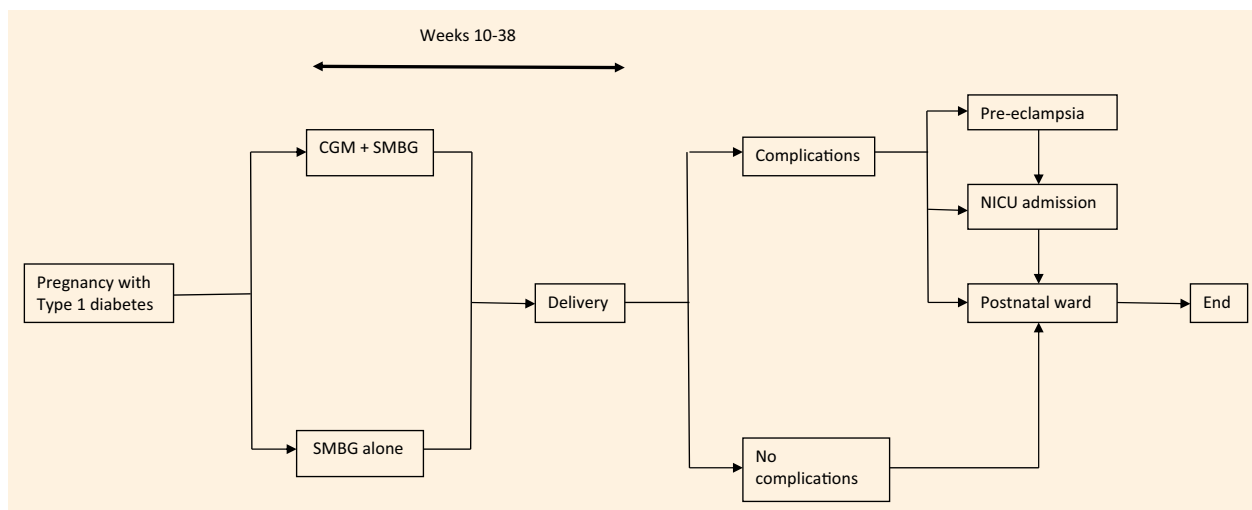 Weeks 10-38
Pregnancy with
Type 1 diabetes
CGM + SMBG
SMBG alone
Delivery
Complications
No
complications
Pre-eclampsia
NICU admission
Postnatal ward
End